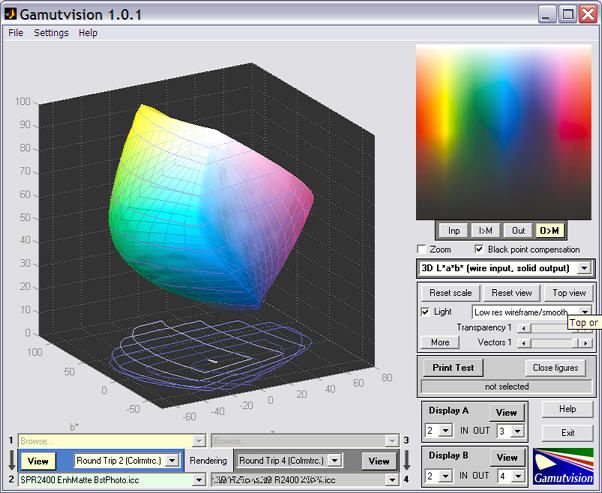 Gamutvision 1.0.1
File Settings Help
100
90
80
70
60
50
40
30
20
10
0
100
50
0
-50
b*
-60
-40
-20
0
20
40
60
80
Inp I>M Out O>M
Zoom Black point compensation
3D L*a*b* (wire input, solid output)
Reset scale Reset view Top view
Light Low res wireframe/smooth
Top or
Transparency 1
More Vectors 1
Print Test Close figures
not selected
Display A View
2 IN OUT 3
Help
Exit
Display B View
2 IN OUT 4
Gamutvision
1 Browse... Browse... 3
View Round Trip 2 (Colmtrc.) Rendering Round Trip 4 (Colmtrc.) View
2 SPR2400 EnhMatte BstPhoto.icc R2400 .icc 4